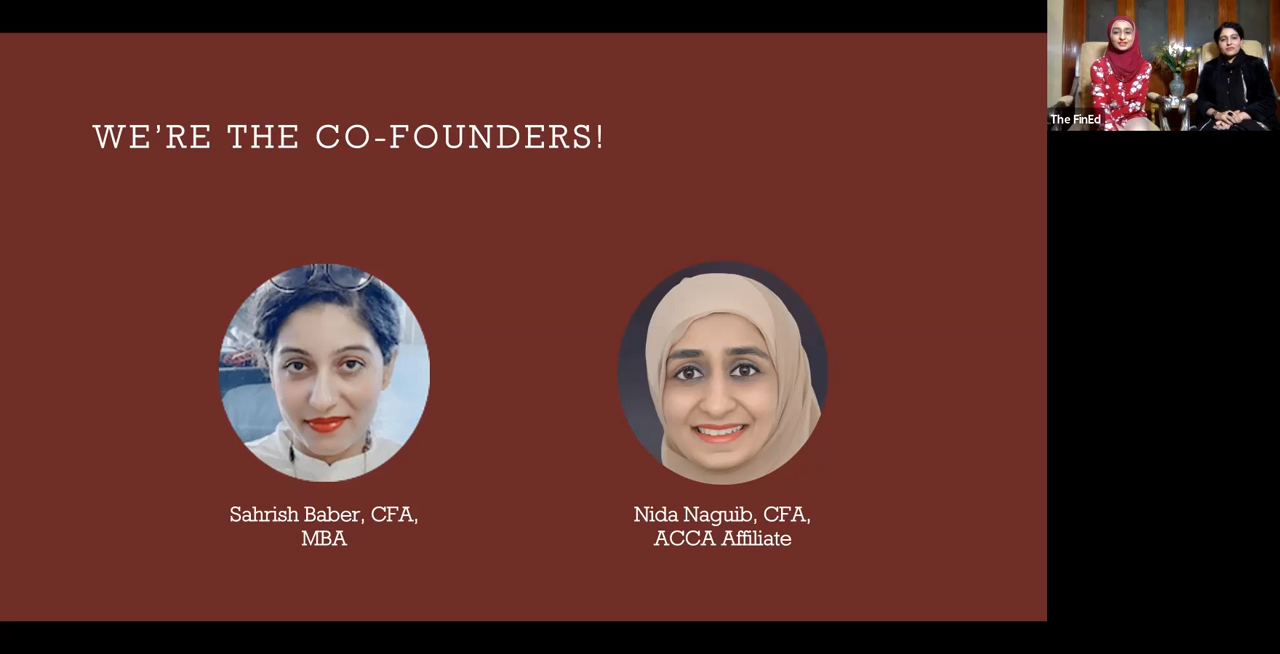 WE'RE THE CO-FOUNDERS!
Sahrish Baber, CFA,
MBA
Nida Naguib, CFA,
ACCA Affiliate
The FinEd